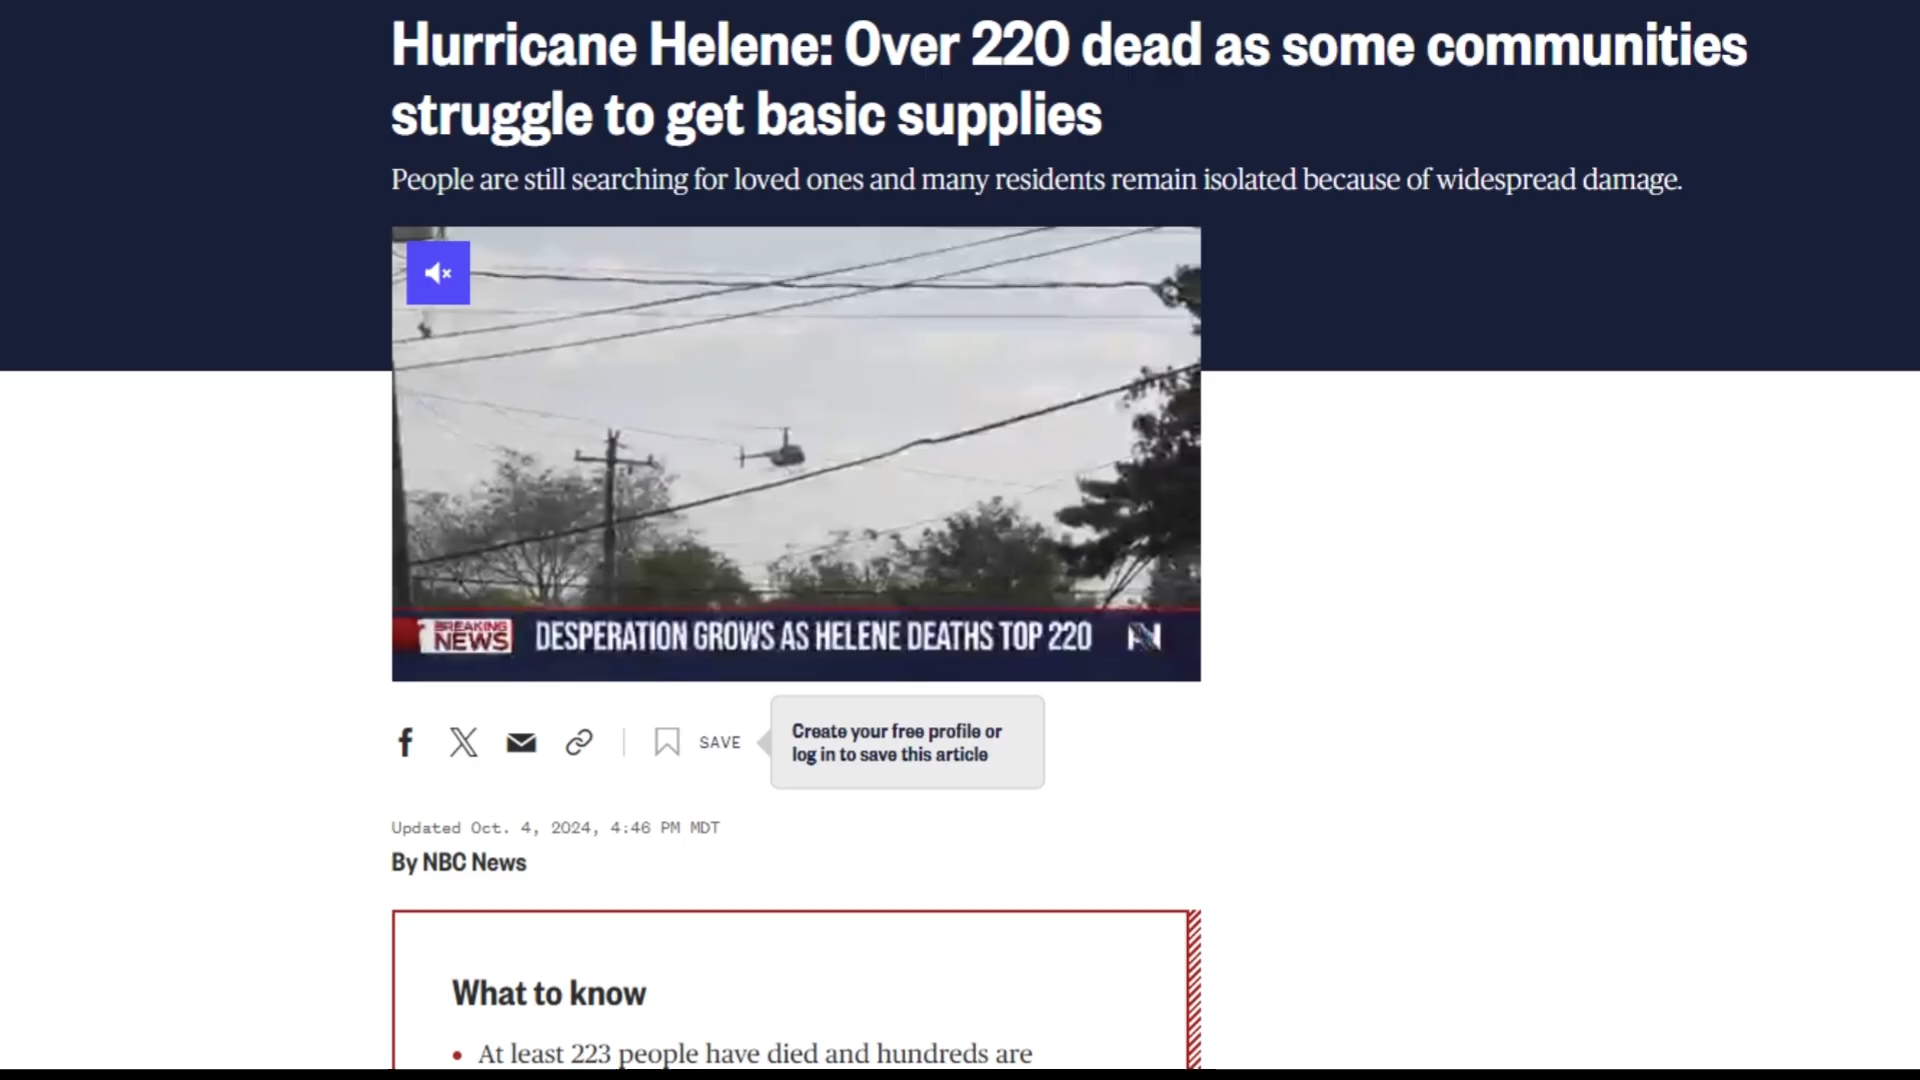 Hurricane Helene: Over 220 dead as some communities
struggle to get basic supplies
People are still searching for loved ones and many residents remain isolated because of widespread damage.
BREAKING
NEWS
DESPERATION GROWS AS HELENE DEATHS TOP 220
SAVE
Create your free profile or
log in to save this article
Updated Oct. 4, 2024, 4:46 PM MDT
By NBC News
What to know
• At least 223 people have died and hundreds are